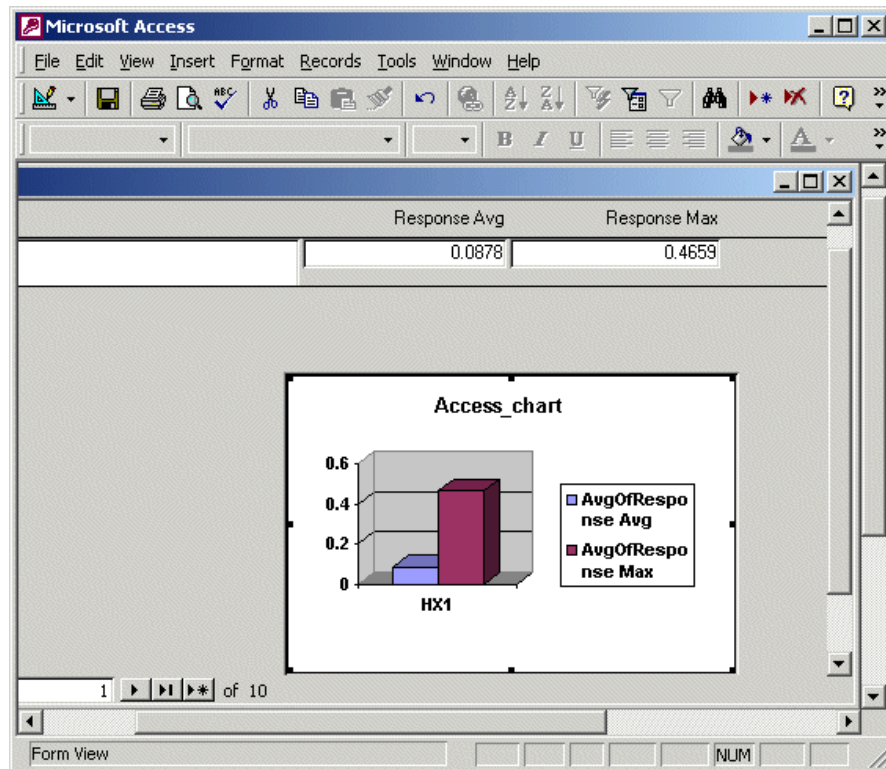 Microsoft Access
File Edit View Insert Format Records Tools Window Help
ABC
A Z Z A
B I U A
Response Avg Response Max
0.0878 0.4659
Access_chart
0.6
0.4
0.2
0
HX1
AvgOfRespo
nse Avg
AvgOfRespo
nse Max
1 of 10
Form View NUM